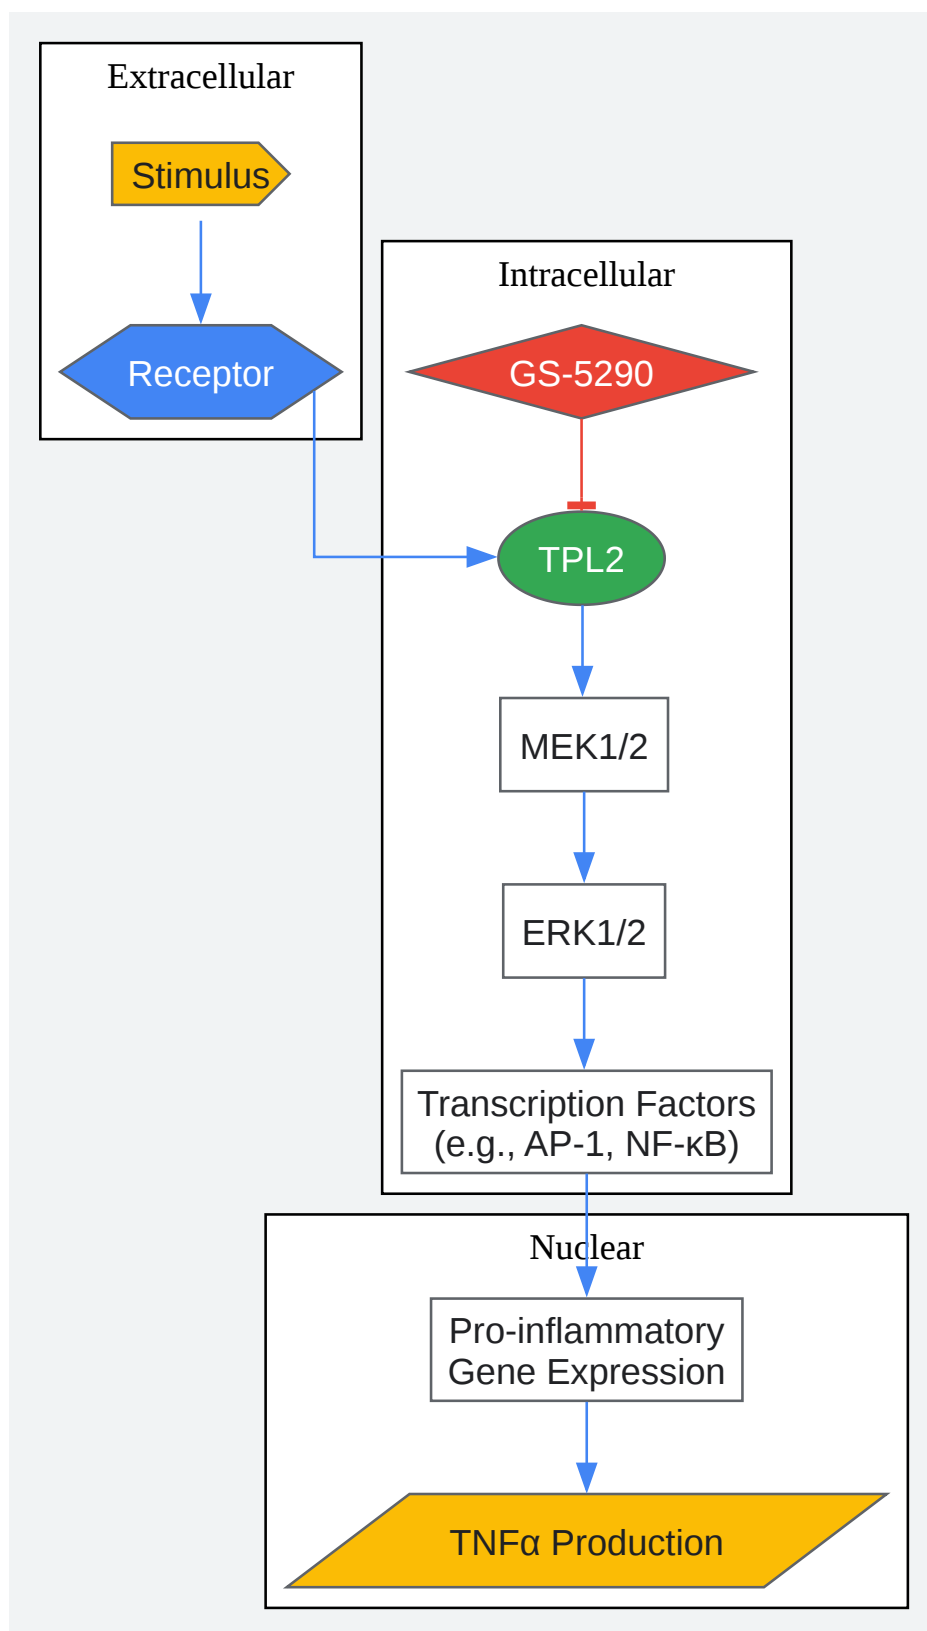 Extracellular
Stimulus
Receptor
Intracellular
GS-5290
TPL2
MEK1/2
ERK1/2
Transcription Factors
(e.g., AP-1, NF-κB)
Nuclear
Pro-inflammatory
Gene Expression
TNFα Production